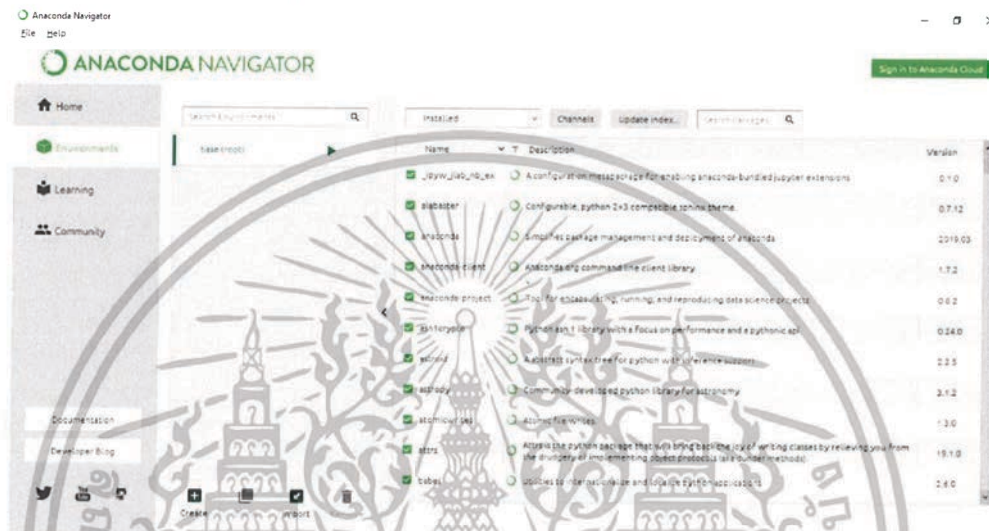 Anaconda Navigator
File Help
ANACONDA NAVIGATOR
Sign in to Anaconda Cloud
Home
Environments
Learning
Community
Documentation
Developer Blog
Search Environments
base (root)
Create
Import
Installed
Channels
Update index...
Search Packages
Name Description Version
_ipyw_jlab_nb_ex A configuration metapackage for enabling anaconda-bundled jupyter extensions 0.1.0
alabaster Configurable, python 2+3 compatible sphinx theme. 0.7.12
anaconda Simplifies package management and deployment of anaconda 2019.03
anaconda-client Anaconda.org command line client library 1.7.2
anaconda-project Tool for encapsulating, running, and reproducing data science projects 0.8.2
asn1crypto Python asn.1 library with a focus on performance and a pythonic api 0.24.0
astroid A abstract syntax tree for python with inference support. 2.2.5
astropy Community-developed python library for astronomy 3.1.2
atomicwrites Atomic file writes. 1.3.0
attrs Attrs is the python package that will bring back the joy of writing classes by relieving you from
the drudgery of implementing object protocols (aka dunder methods). 19.1.0
babel Utilities to internationalize and localize python applications 2.6.0